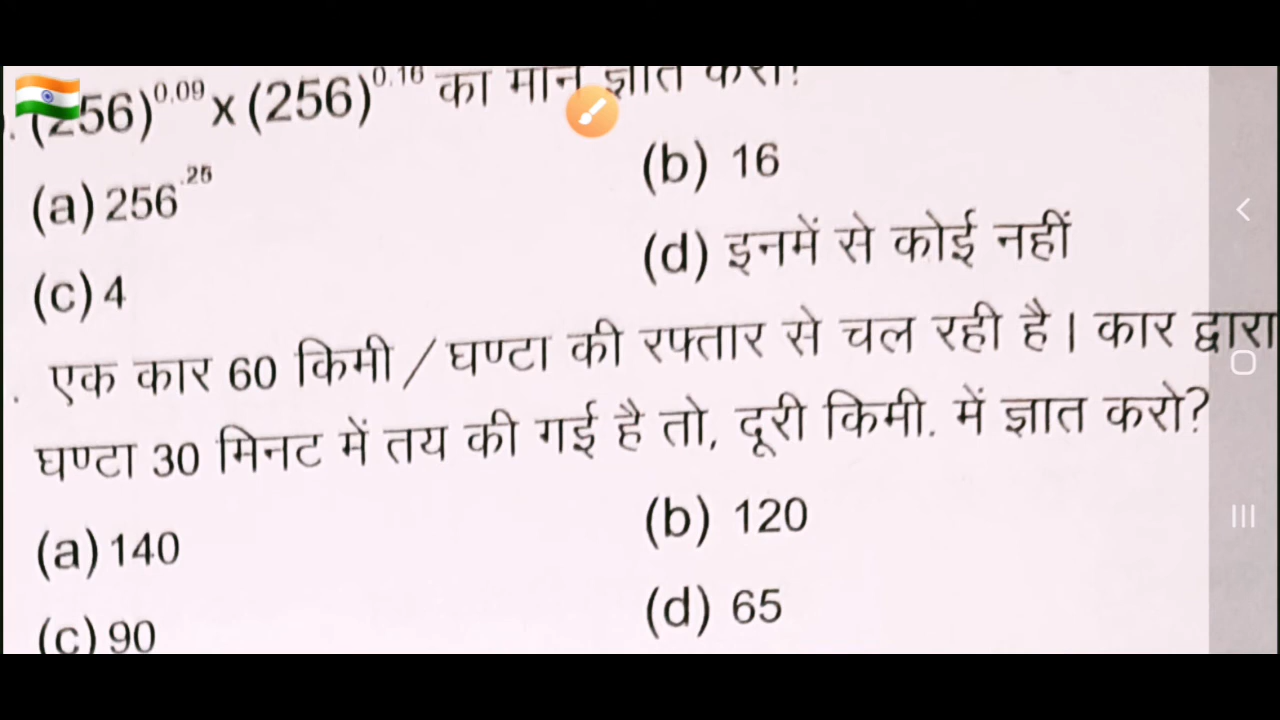 . (256)^0.09 x (256)^0.16 का मान ज्ञात करो?
(a) 256^.25
(b) 16
(c) 4
(d) इनमें से कोई नहीं
. एक कार 60 किमी / घण्टा की रफ्तार से चल रही है। कार द्वारा
घण्टा 30 मिनट में तय की गई है तो, दूरी किमी. में ज्ञात करो?
(a) 140
(b) 120
(c) 90
(d) 65